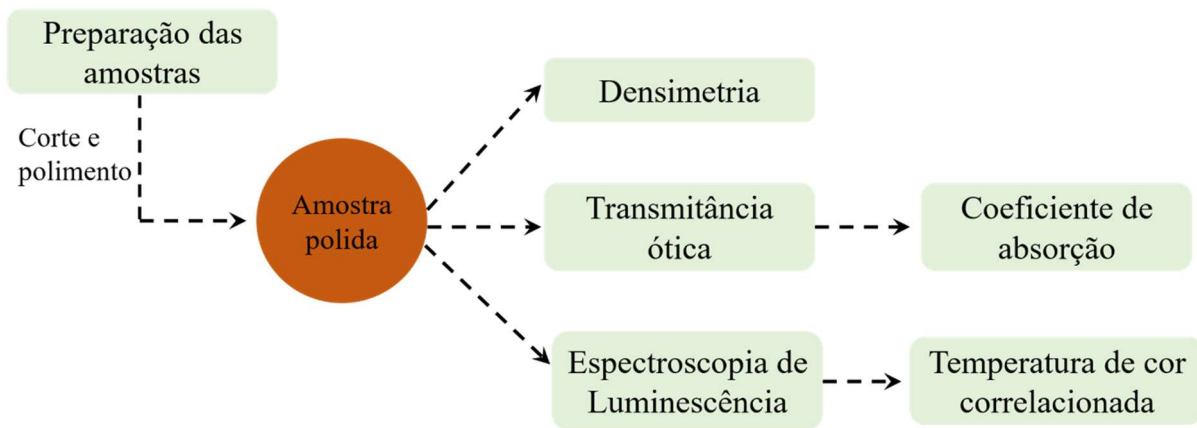 Preparação das
amostras
Corte e
polimento
Amostra
polida
Densimetria
Transmitância
ótica
Coeficiente de
absorção
Espectroscopia de
Luminescência
Temperatura de cor
correlacionada